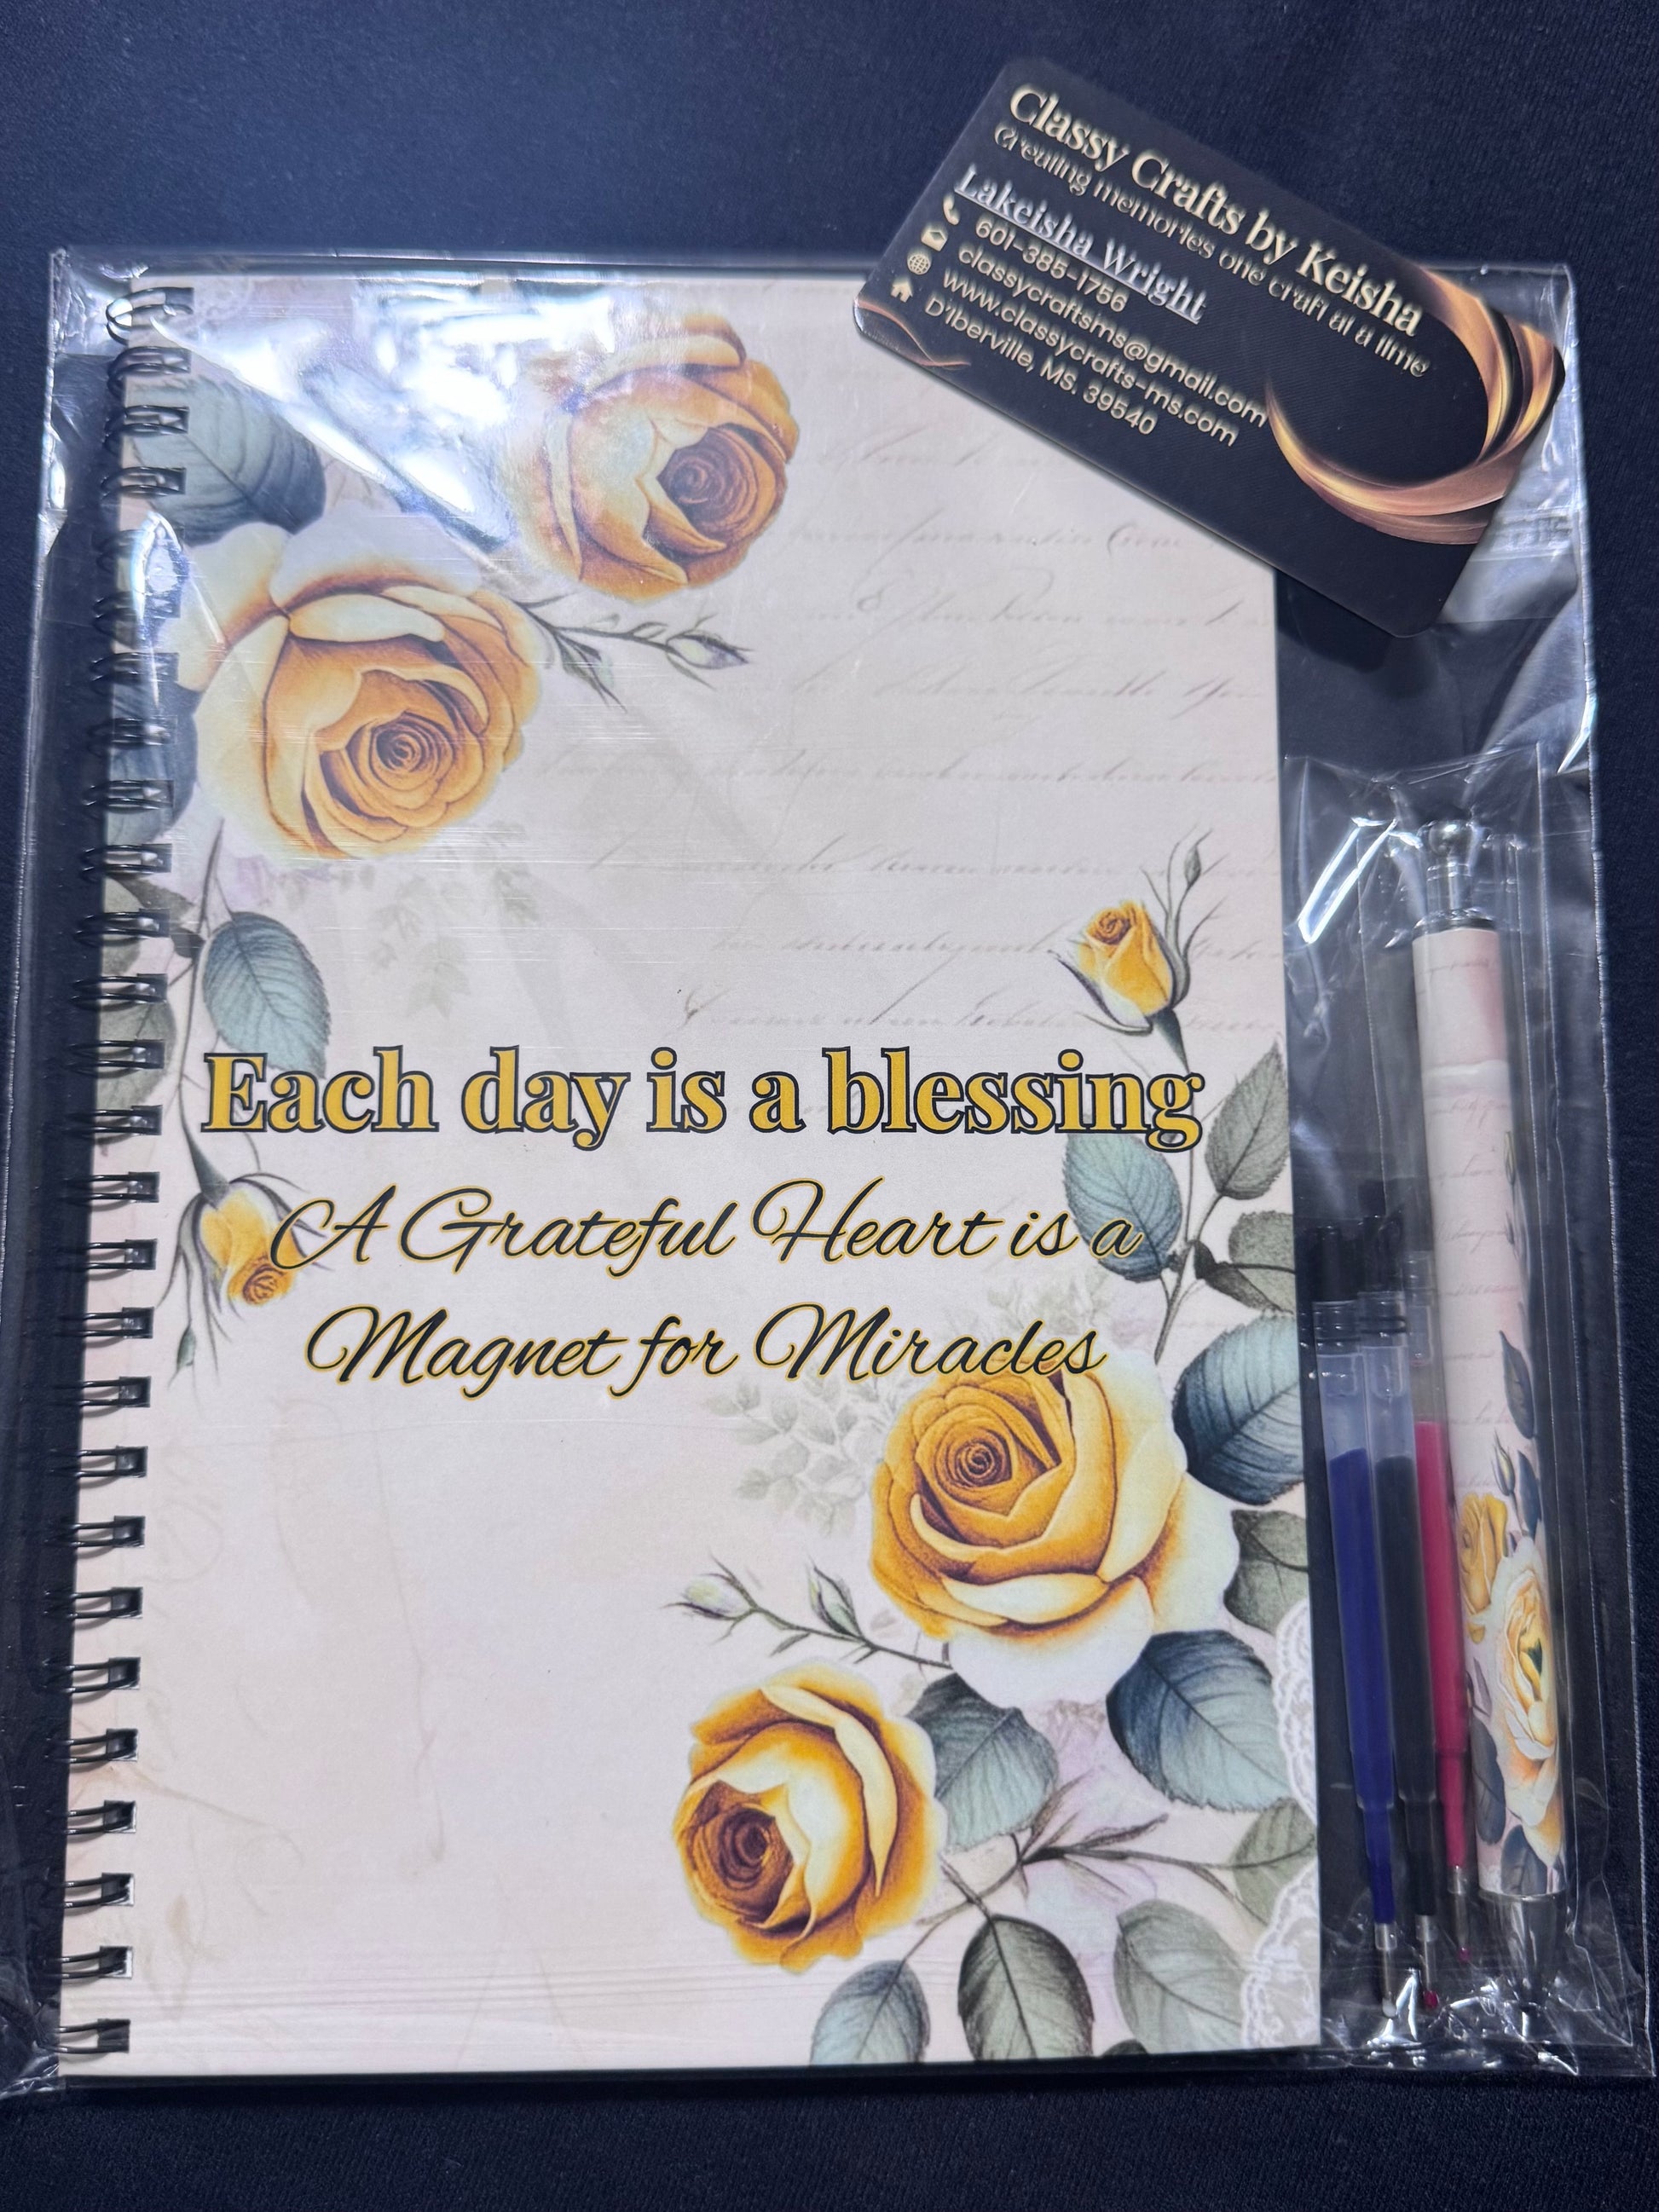 Classy Crafts by Keisha
Creating memories one craft at a time
Lakeisha Wright
601-385-1756
classycraftsms@gmail.com
www.classycrafts-ms.com
D'Iberville, MS. 39540
Each day is a blessing
A Grateful Heart is a
Magnet for Miracles